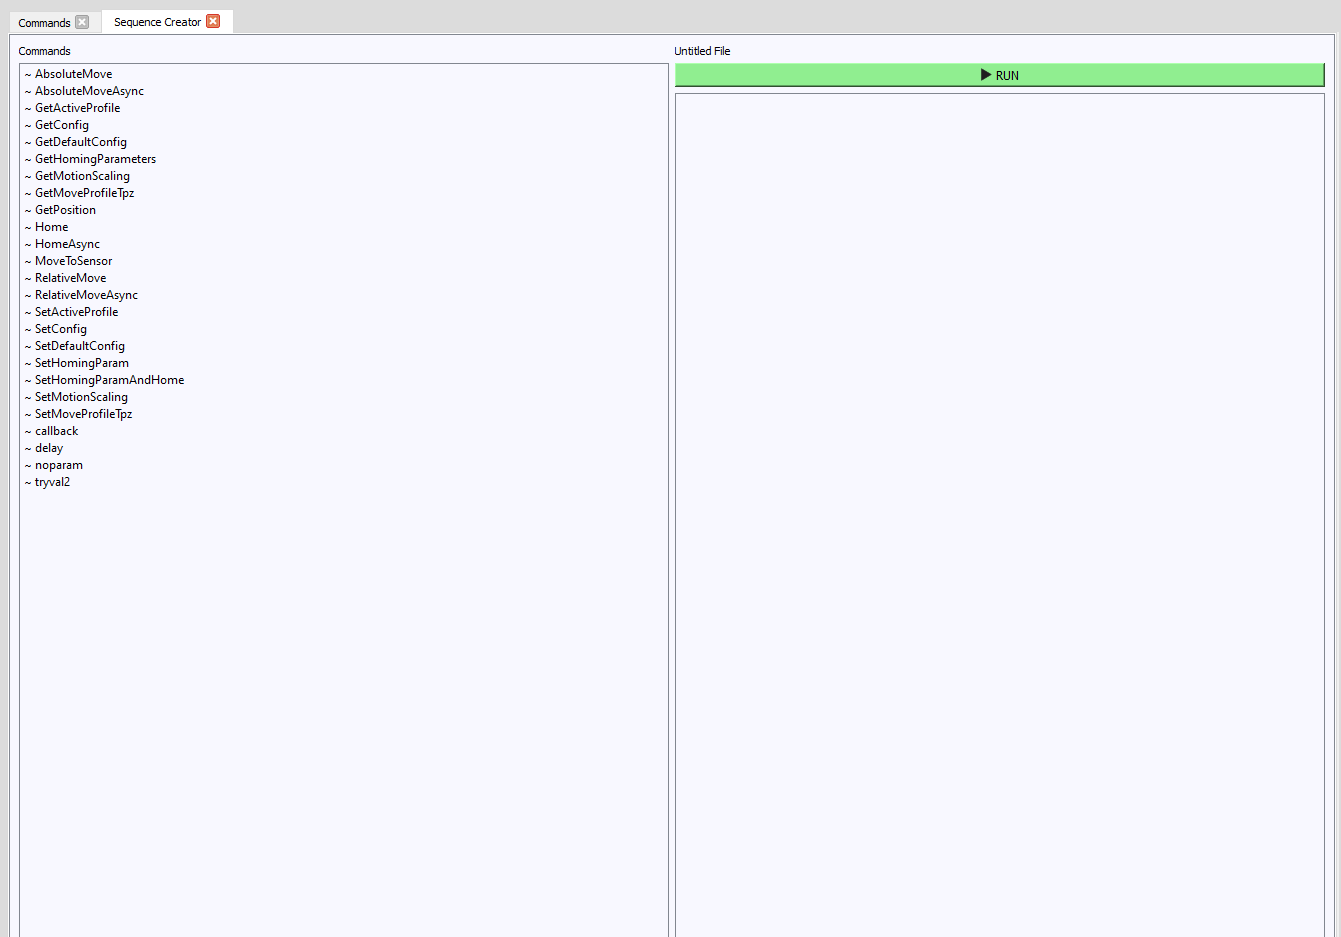 Commands
Sequence Creator
Commands
~ AbsoluteMove
~ AbsoluteMoveAsync
~ GetActiveProfile
~ GetConfig
~ GetDefaultConfig
~ GetHomingParameters
~ GetMotionScaling
~ GetMoveProfileTpz
~ GetPosition
~ Home
~ HomeAsync
~ MoveToSensor
~ RelativeMove
~ RelativeMoveAsync
~ SetActiveProfile
~ SetConfig
~ SetDefaultConfig
~ SetHomingParam
~ SetHomingParamAndHome
~ SetMotionScaling
~ SetMoveProfileTpz
~ callback
~ delay
~ noparam
~ tryval2
Untitled File
RUN